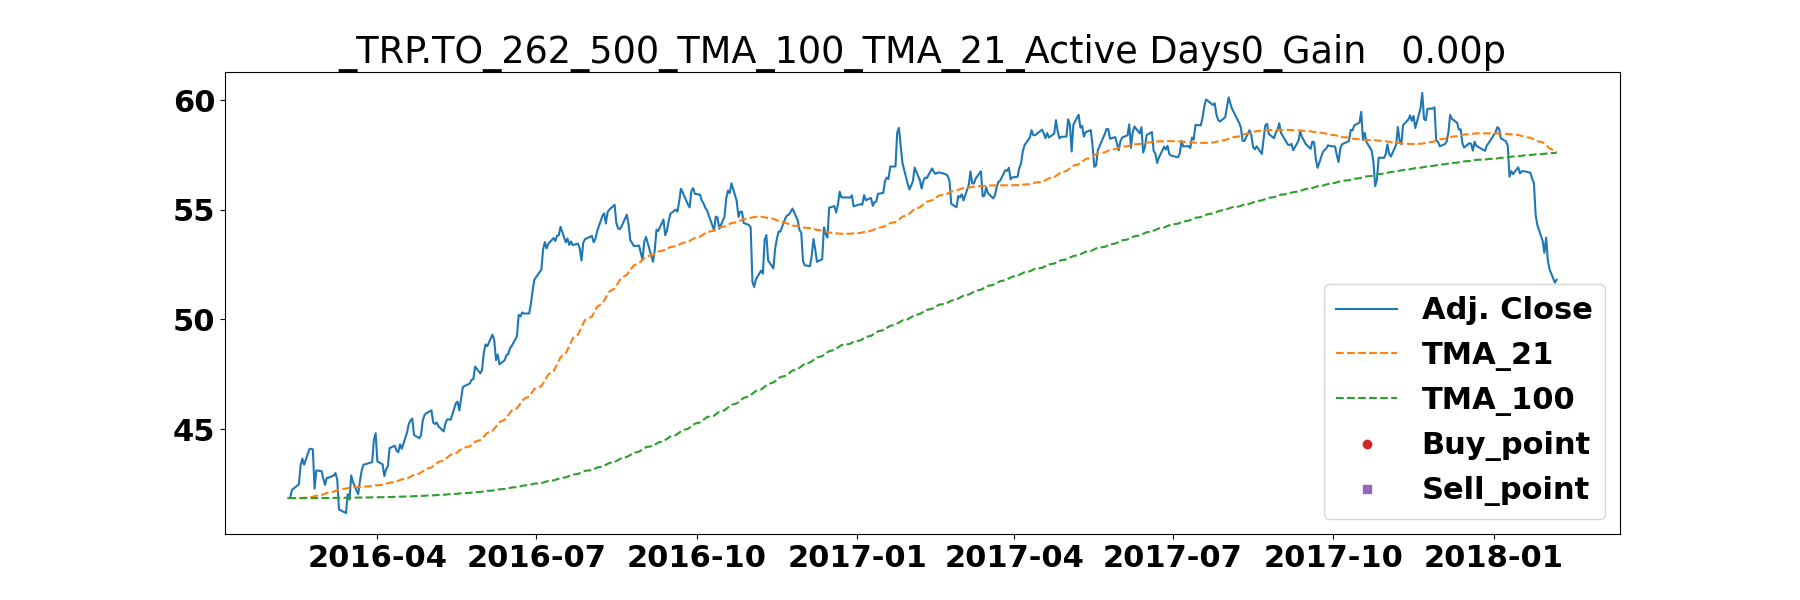 _TRP.TO_262_500_TMA_100_TMA_21_Active Days0_Gain   0.00p
60
55
50
45
Adj. Close
TMA_21
TMA_100
Buy_point
Sell_point
2016-04 2016-07 2016-10 2017-01 2017-04 2017-07 2017-10 2018-01